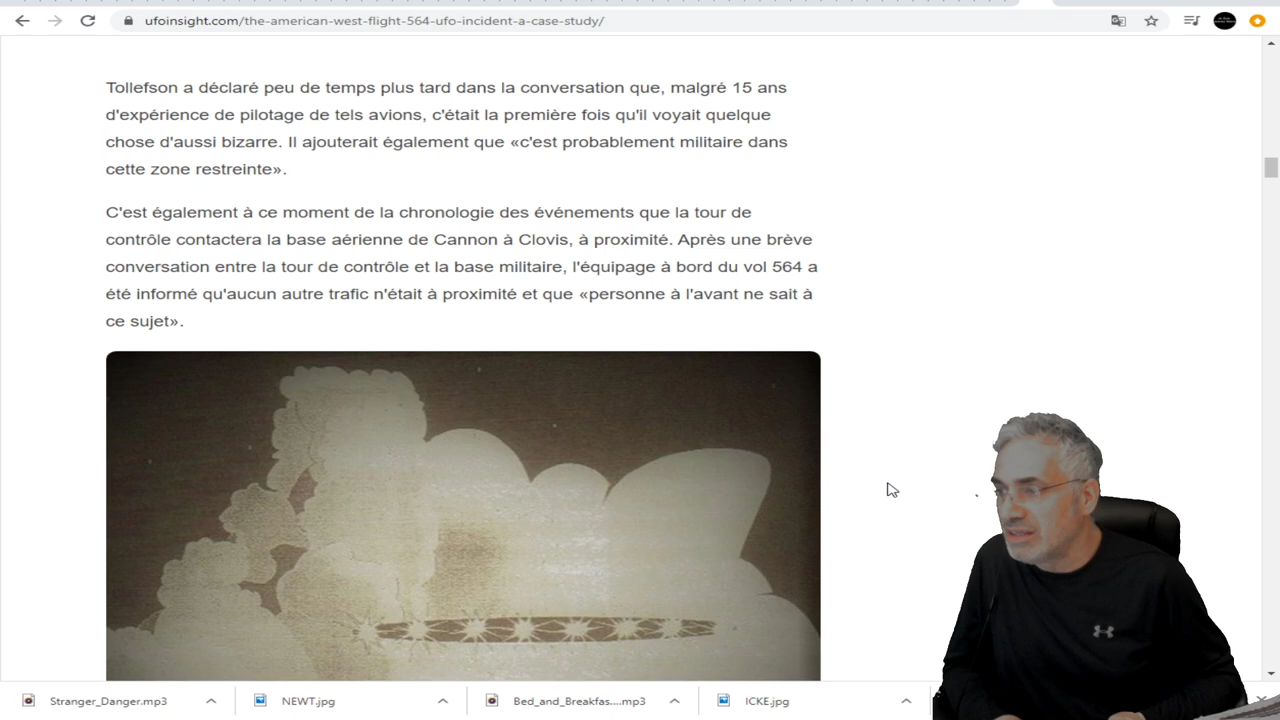 ufoinsight.com/the-american-west-flight-564-ufo-incident-a-case-study/
Tollefson a déclaré peu de temps plus tard dans la conversation que, malgré 15 ans
d'expérience de pilotage de tels avions, c'était la première fois qu'il voyait quelque
chose d'aussi bizarre. Il ajouterait également que «c'est probablement militaire dans
cette zone restreinte».
C'est également à ce moment de la chronologie des événements que la tour de
contrôle contactera la base aérienne de Cannon à Clovis, à proximité. Après une brève
conversation entre la tour de contrôle et la base militaire, l'équipage à bord du vol 564 a
été informé qu'aucun autre trafic n'était à proximité et que «personne à l'avant ne sait à
ce sujet».
Stranger_Danger.mp3 NEWT.jpg Bed_and_Breakfas....mp3 ICKE.jpg